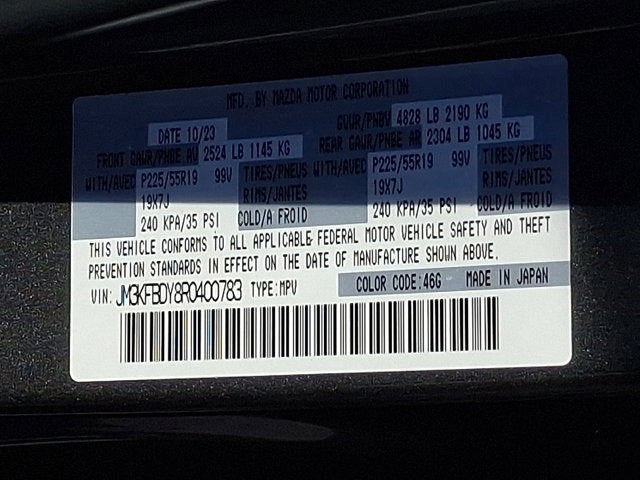 MFD. BY MAZDA MOTOR CORPORATION
DATE 10/23 GVWR/PNBV 4828 LB 2190 KG
FRONT GAWR/PNBE AV 2524 LB 1145 KG REAR GAWR/PNBE AR 2304 LB 1045 KG
WITH/AVEC P225/55R19 99V TIRES/PNEUS WITH/AVEC P225/55R19 99V TIRES/PNEUS
19X7J RIMS/JANTES 19X7J RIMS/JANTES
240 KPA/35 PSI COLD/A FROID 240 KPA/35 PSI COLD/A FROID
THIS VEHICLE CONFORMS TO ALL APPLICABLE FEDERAL MOTOR VEHICLE SAFETY AND THEFT
PREVENTION STANDARDS IN EFFECT ON THE DATE OF MANUFACTURE SHOWN ABOVE.
VIN: JM3KFBDY8R0400783 TYPE:MPV COLOR CODE:46G MADE IN JAPAN